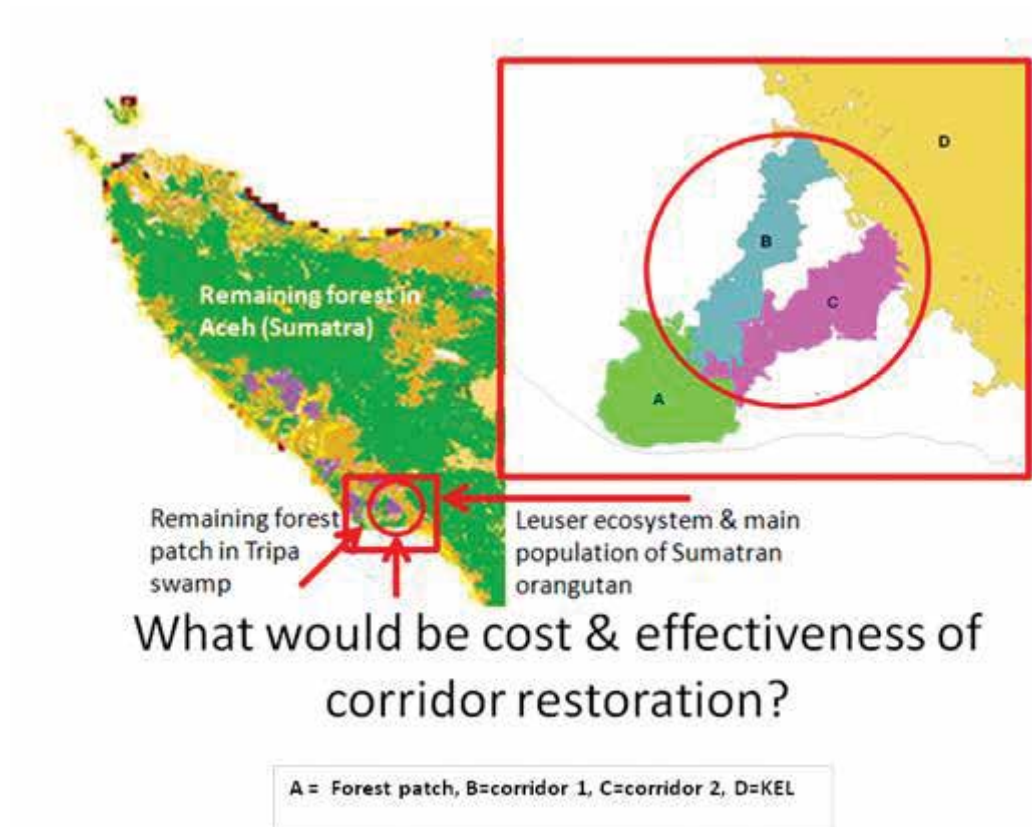 D
B
C
A
Remaining forest in
Aceh (Sumatra)
Remaining forest
patch in Tripa
swamp
Leuser ecosystem & main
population of Sumatran
orangutan
What would be cost & effectiveness of
corridor restoration?
A = Forest patch, B=corridor 1, C=corridor 2, D=KEL